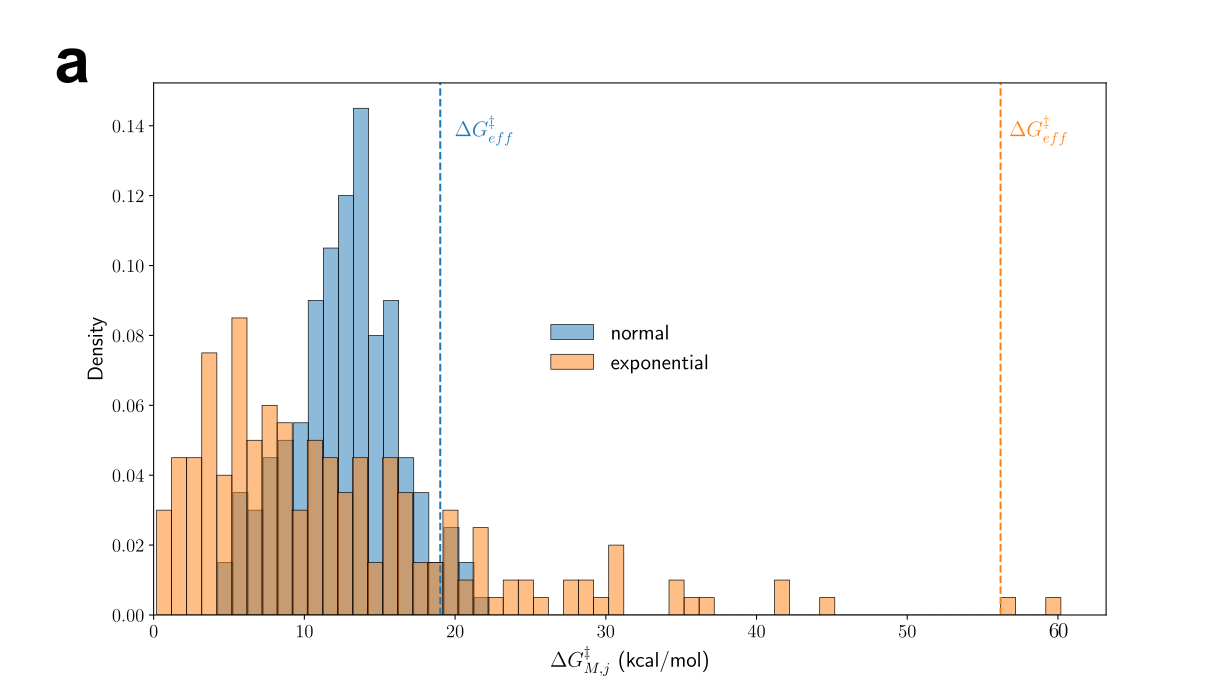 a
ΔG‡eff
ΔG‡eff
0.14
0.12
0.10
0.08
0.06
0.04
0.02
0.00
Density
normal
exponential
0 10 20 30 40 50 60
ΔG‡M,j (kcal/mol)